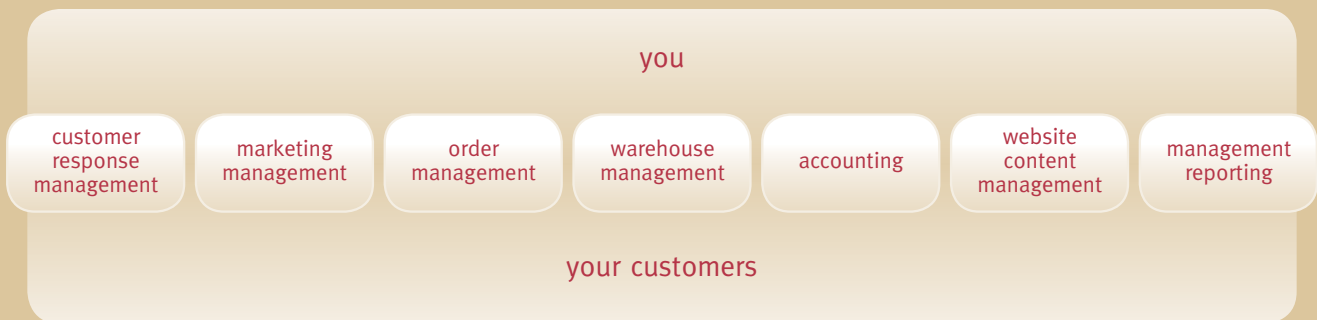 you
customer
response
management
marketing
management
order
management
warehouse
management
accounting
website
content
management
management
reporting
your customers